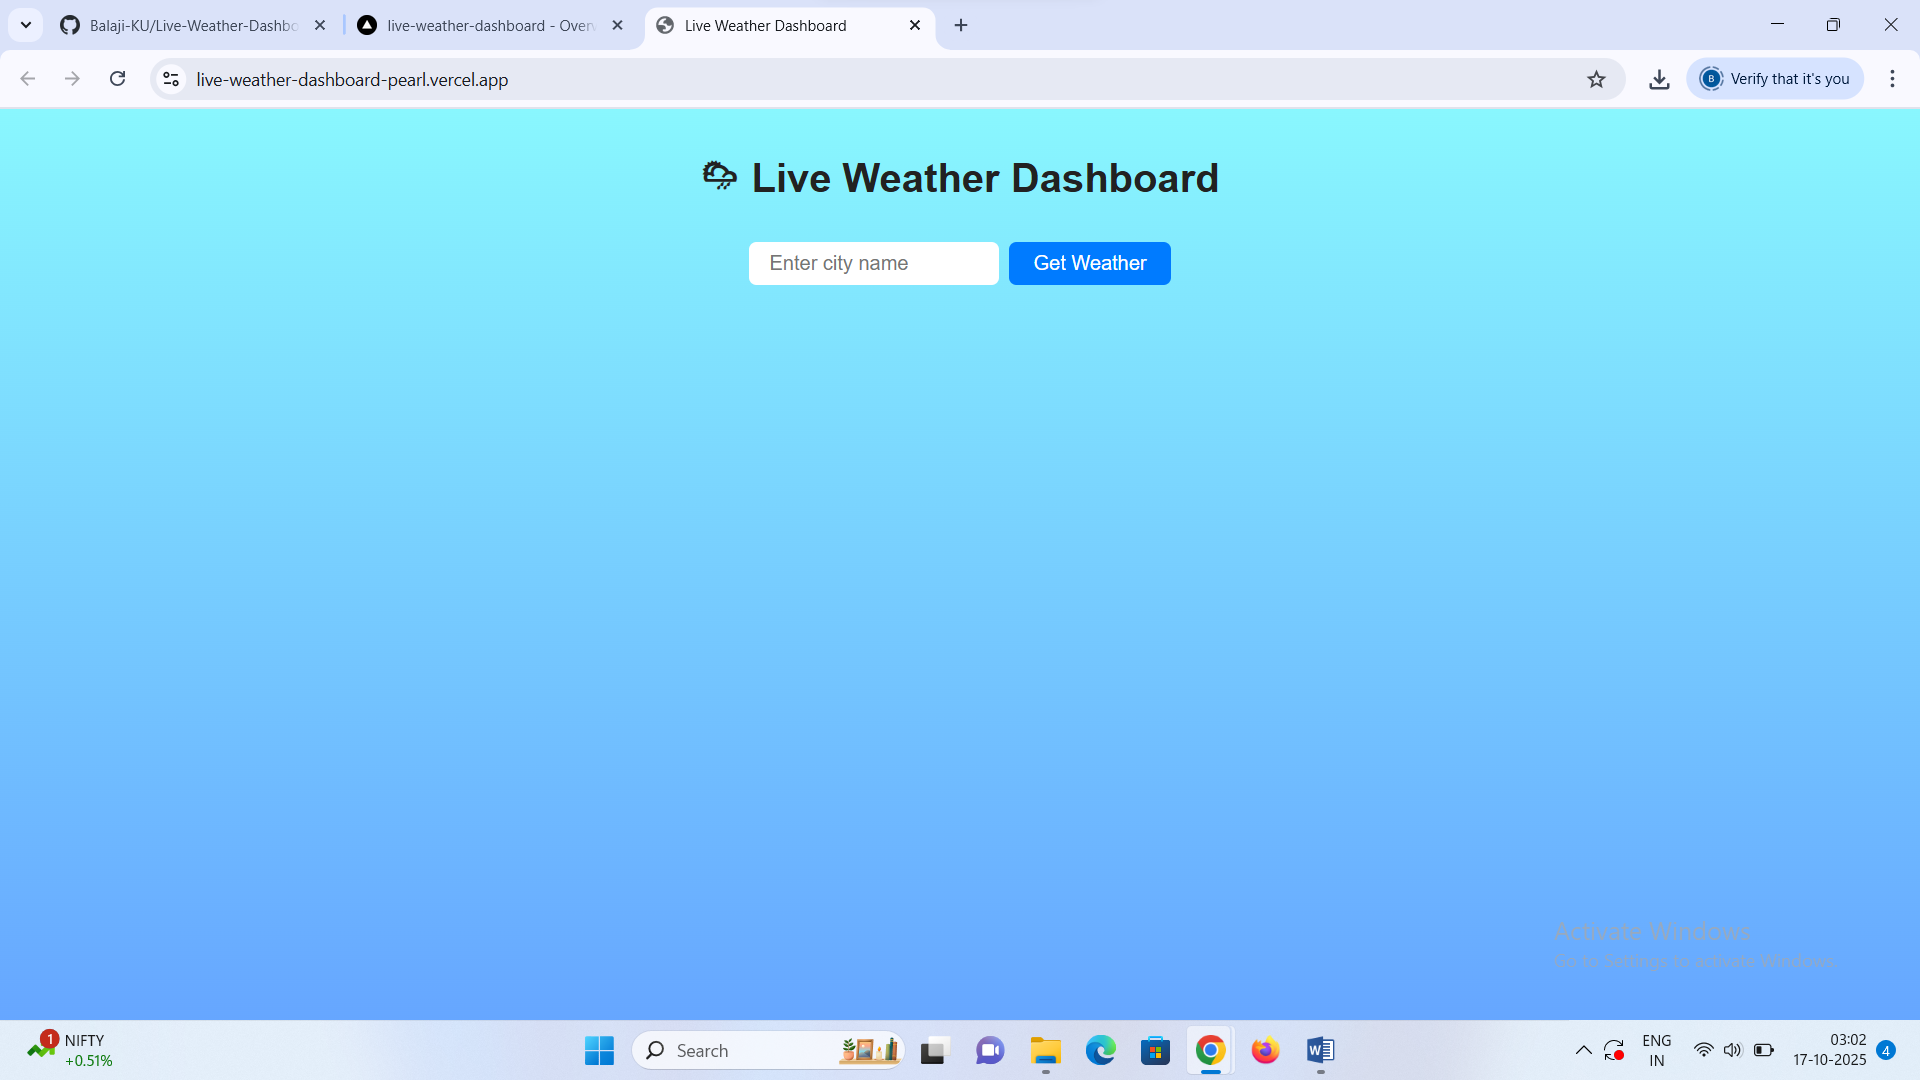 Balaji-KU/Live-Weather-Dashbo
live-weather-dashboard - Over
Live Weather Dashboard
live-weather-dashboard-pearl.vercel.app
B
Verify that it's you
Live Weather Dashboard
Enter city name
Get Weather
Activate Windows
Go to Settings to activate Windows.
1
NIFTY
+0.51%
Search
W
ENG
IN
03:02
17-10-2025
4